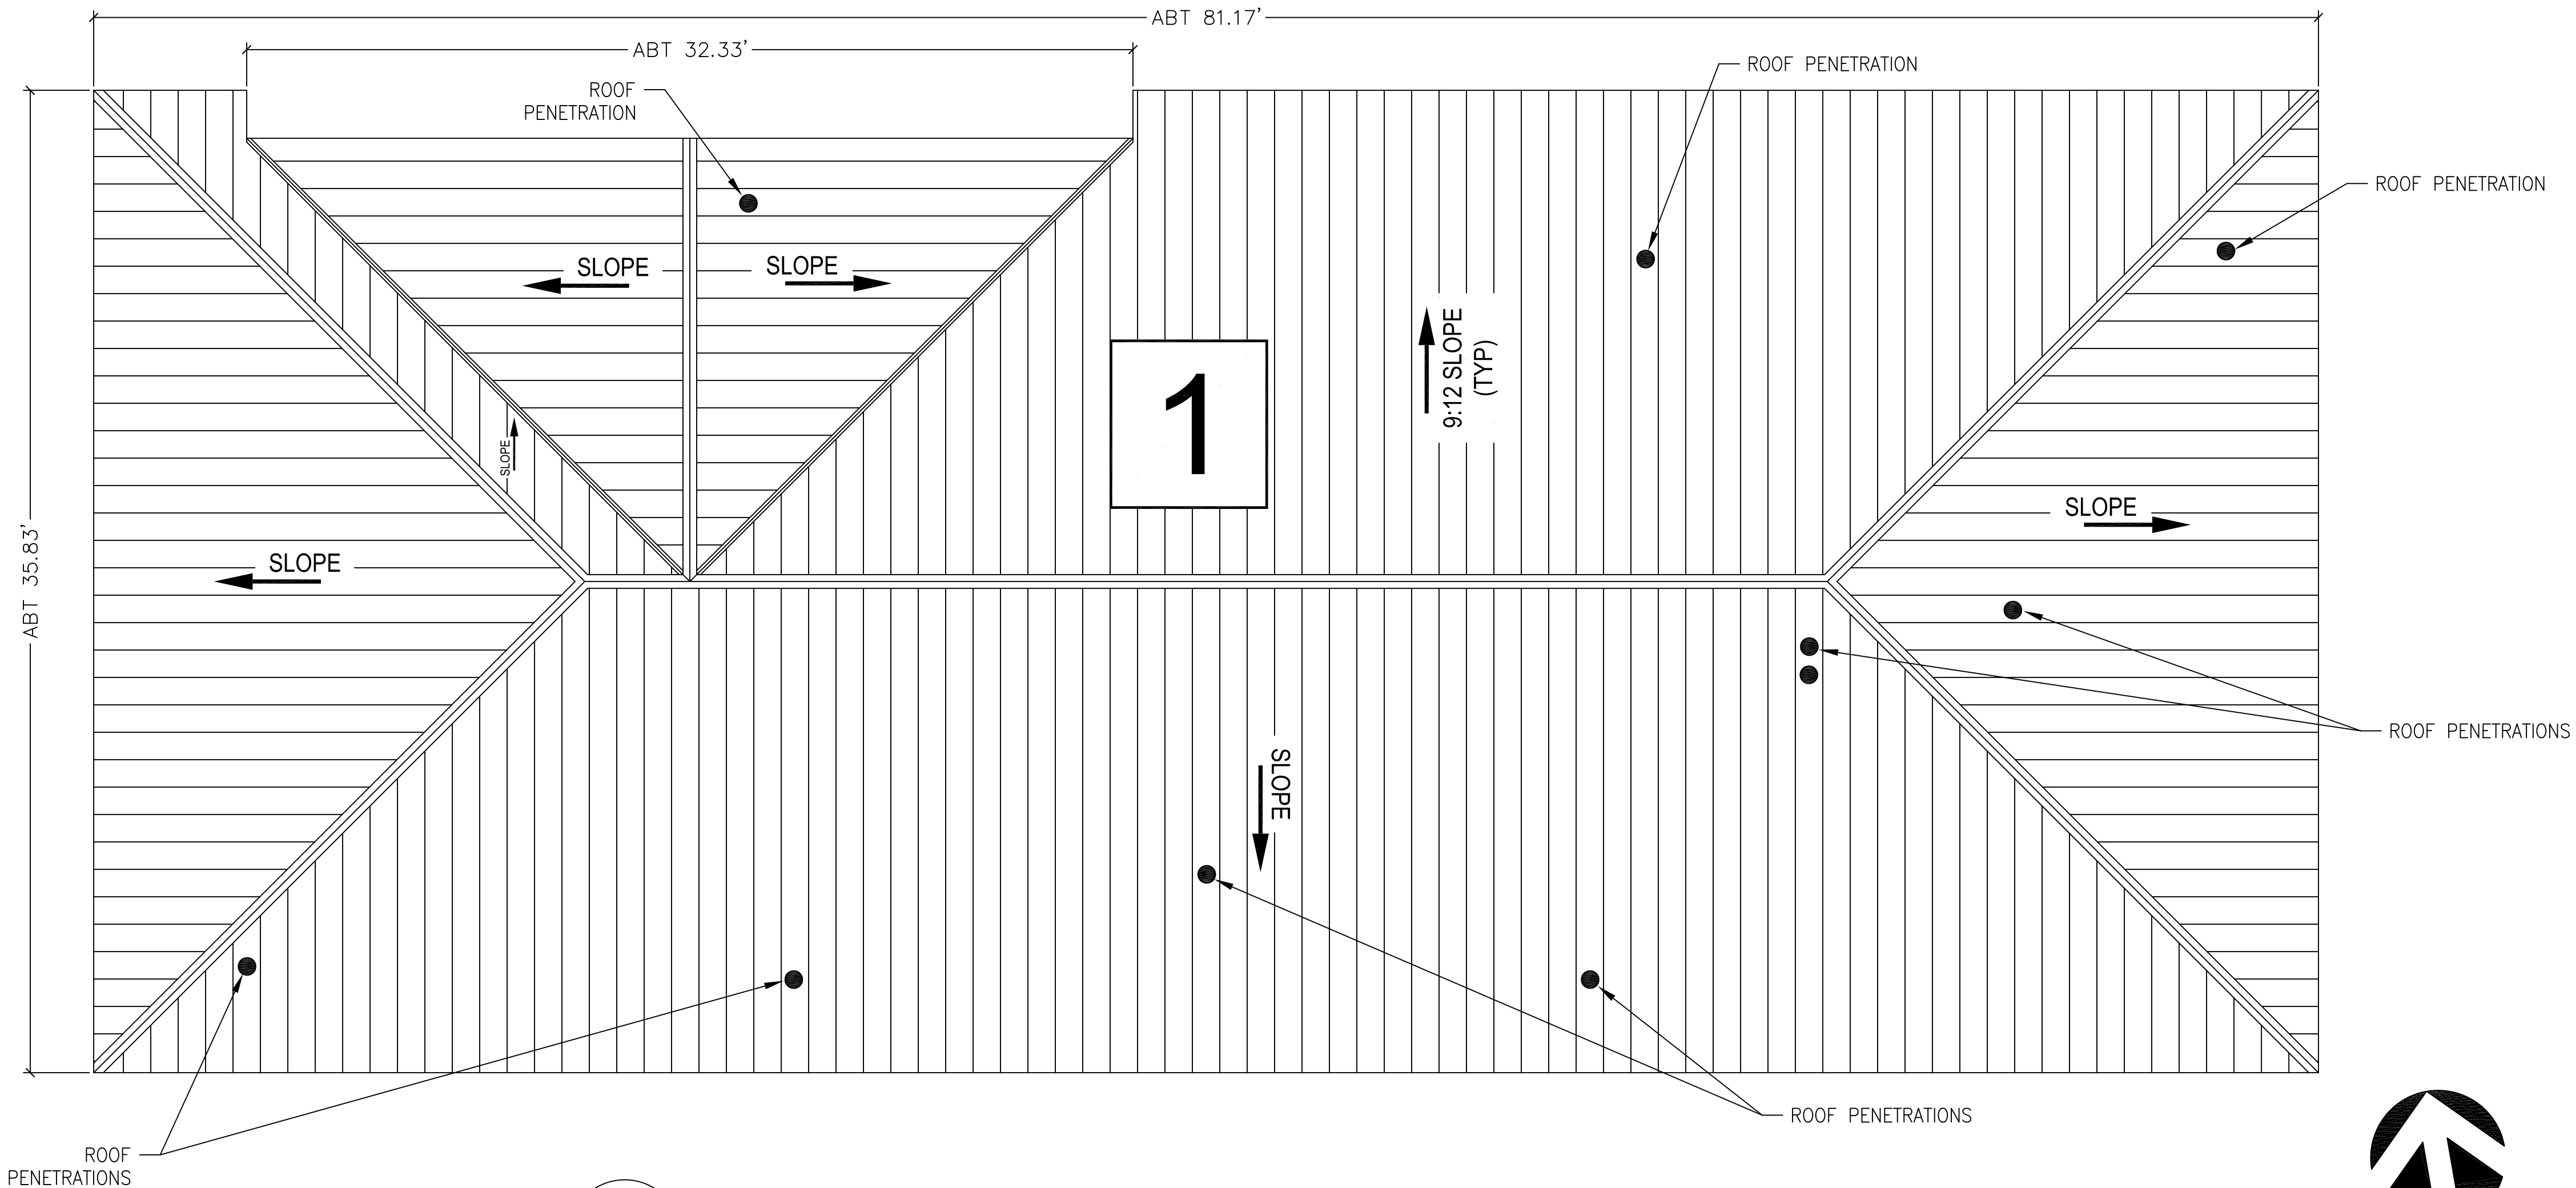 ABT 81.17'
ABT 32.33'
ROOF PENETRATION
ROOF
PENETRATION
ROOF PENETRATION
SLOPE
SLOPE
9:12 SLOPE
(TYP)
1
SLOPE
SLOPE
ABT 35.83'
SLOPE
ROOF PENETRATIONS
SLOPE
ROOF PENETRATIONS
ROOF
PENETRATIONS